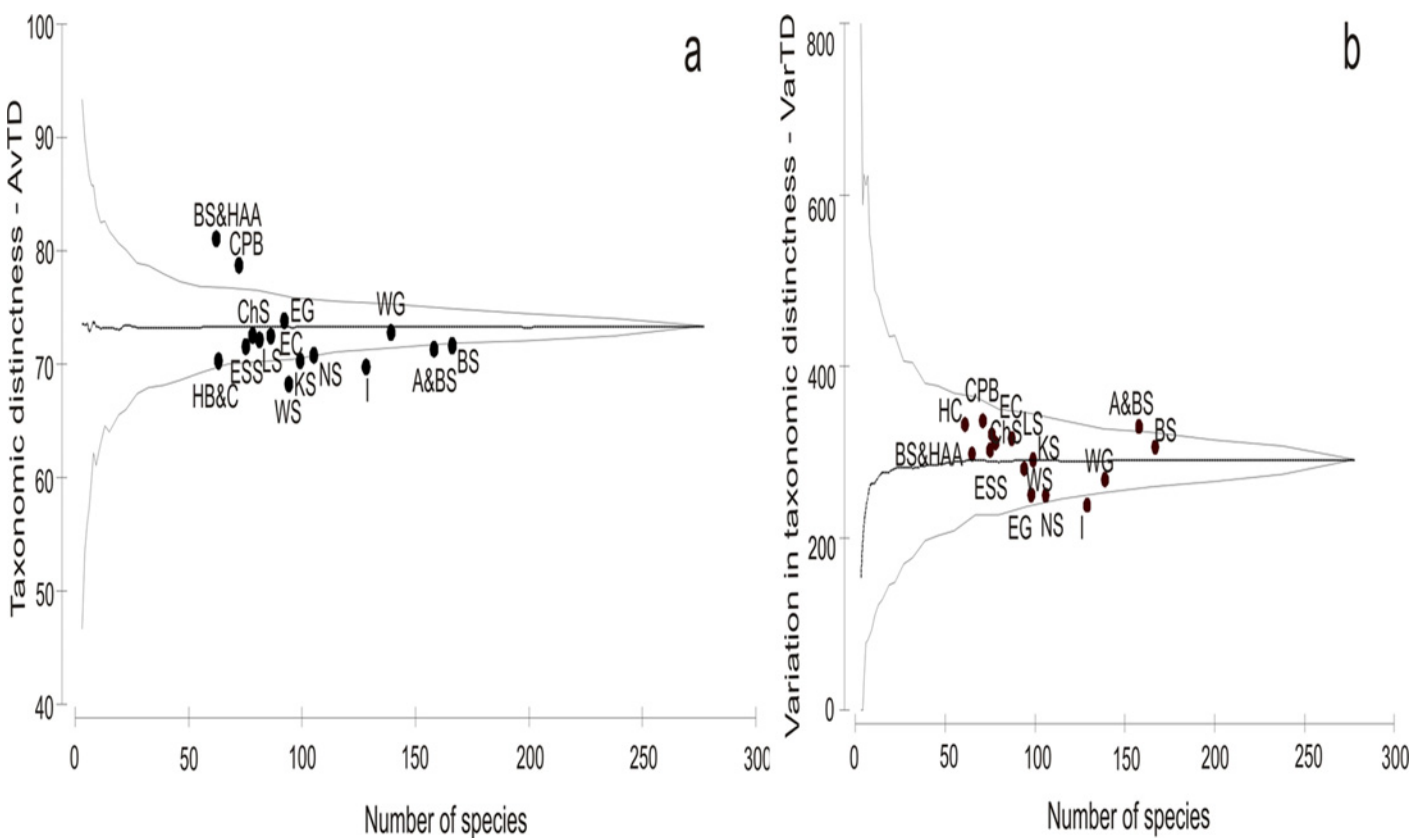 a
Taxonomic distinctness - AvTD
100
90
80
70
60
50
40
BS&HAA
CPB
ChS
EG
WG
EC
LS
ESS
HB&C
KS
NS
WS
I
A&BS
BS
0
50
100
150
200
250
300
Number of species
b
Variation in taxonomic distinctness - VarTD
800
600
400
200
0
CPB
HC
EC
ChS
LS
A&BS
BS
BS&HAA
KS
WG
ESS
WS
EG
NS
I
0
50
100
150
200
250
300
Number of species